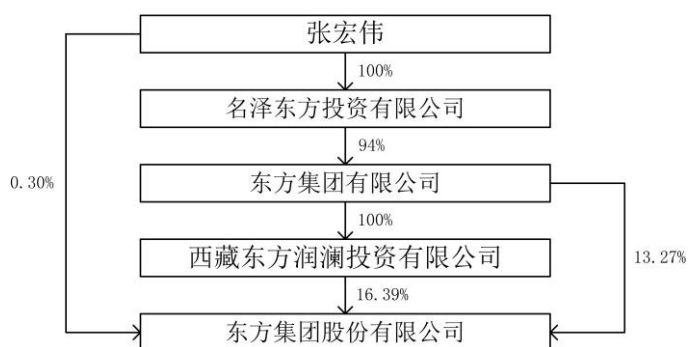 张宏伟
100%
名泽东方投资有限公司
94%
0.30%
东方集团有限公司
100%
西藏东方润澜投资有限公司
13.27%
16.39%
东方集团股份有限公司